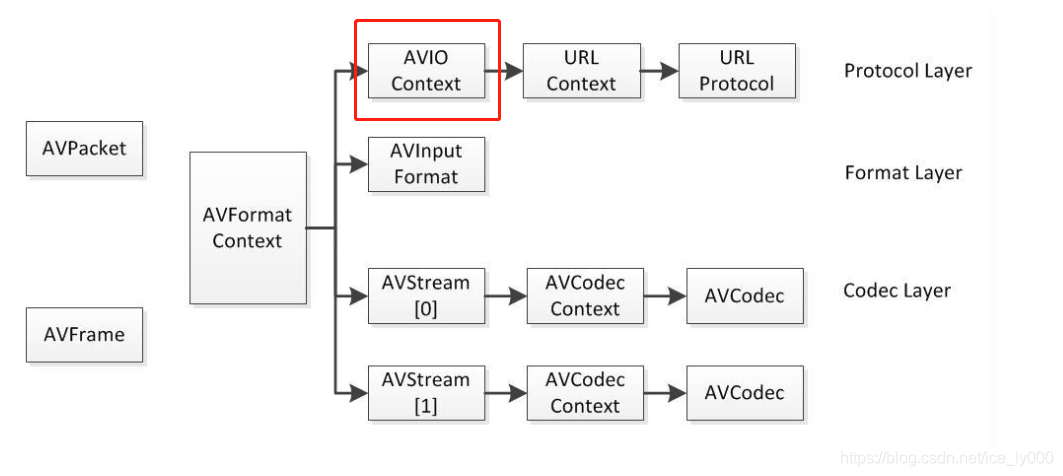 AVIO
Context
URL
Context
URL
Protocol
Protocol Layer
AVPacket
AVInput
Format
Format Layer
AVFormat
Context
AVStream
[0]
AVCodec
Context
AVCodec
Codec Layer
AVFrame
AVStream
[1]
AVCodec
Context
AVCodec
https://blog.csdn.net/ice_ly000